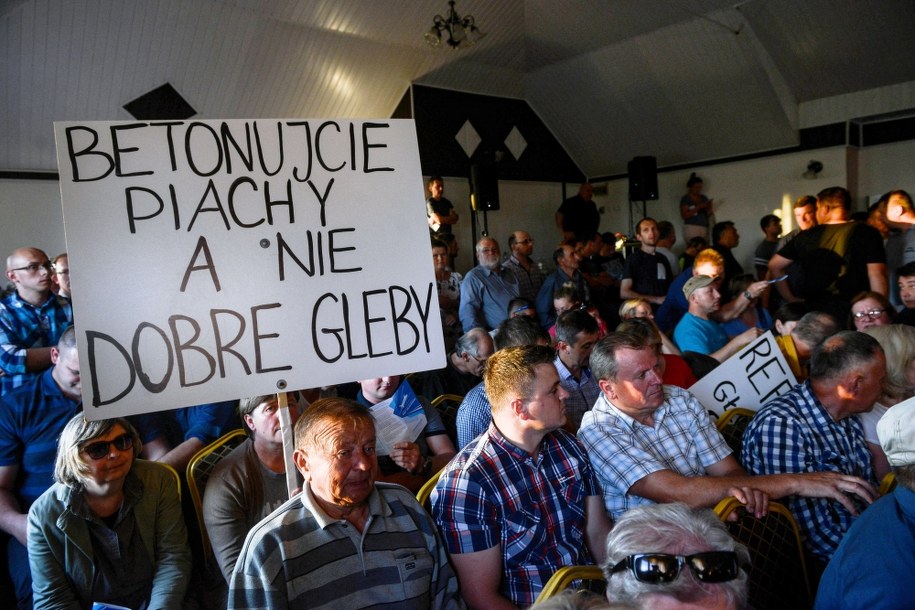 BETONUJCIE
PIACHY
A NIE
DOBRE GLEBY